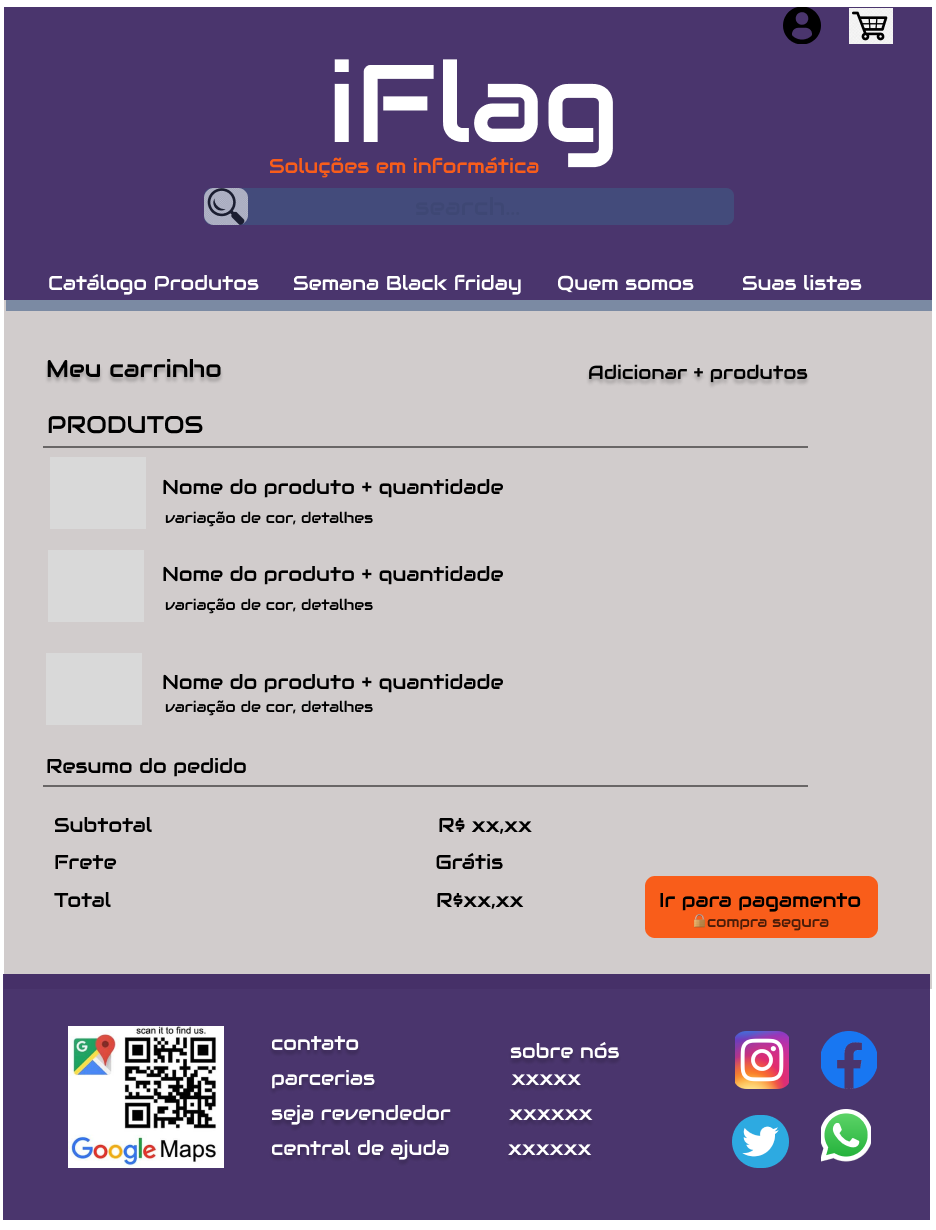 iFlag
Soluções em informática
search...
Catálogo Produtos Semana Black friday Quem somos Suas listas
Meu carrinho Adicionar + produtos
PRODUTOS
Nome do produto + quantidade
variação de cor, detalhes
Nome do produto + quantidade
variação de cor, detalhes
Nome do produto + quantidade
variação de cor, detalhes
Resumo do pedido
Subtotal R$ xx,xx
Frete Grátis
Total R$xx,xx
Ir para pagamento
compra segura
scan it to find us.
G
Google Maps
contato
parcerias
seja revendedor
central de ajuda
sobre nós
xxxxx
xxxxxx
xxxxxx